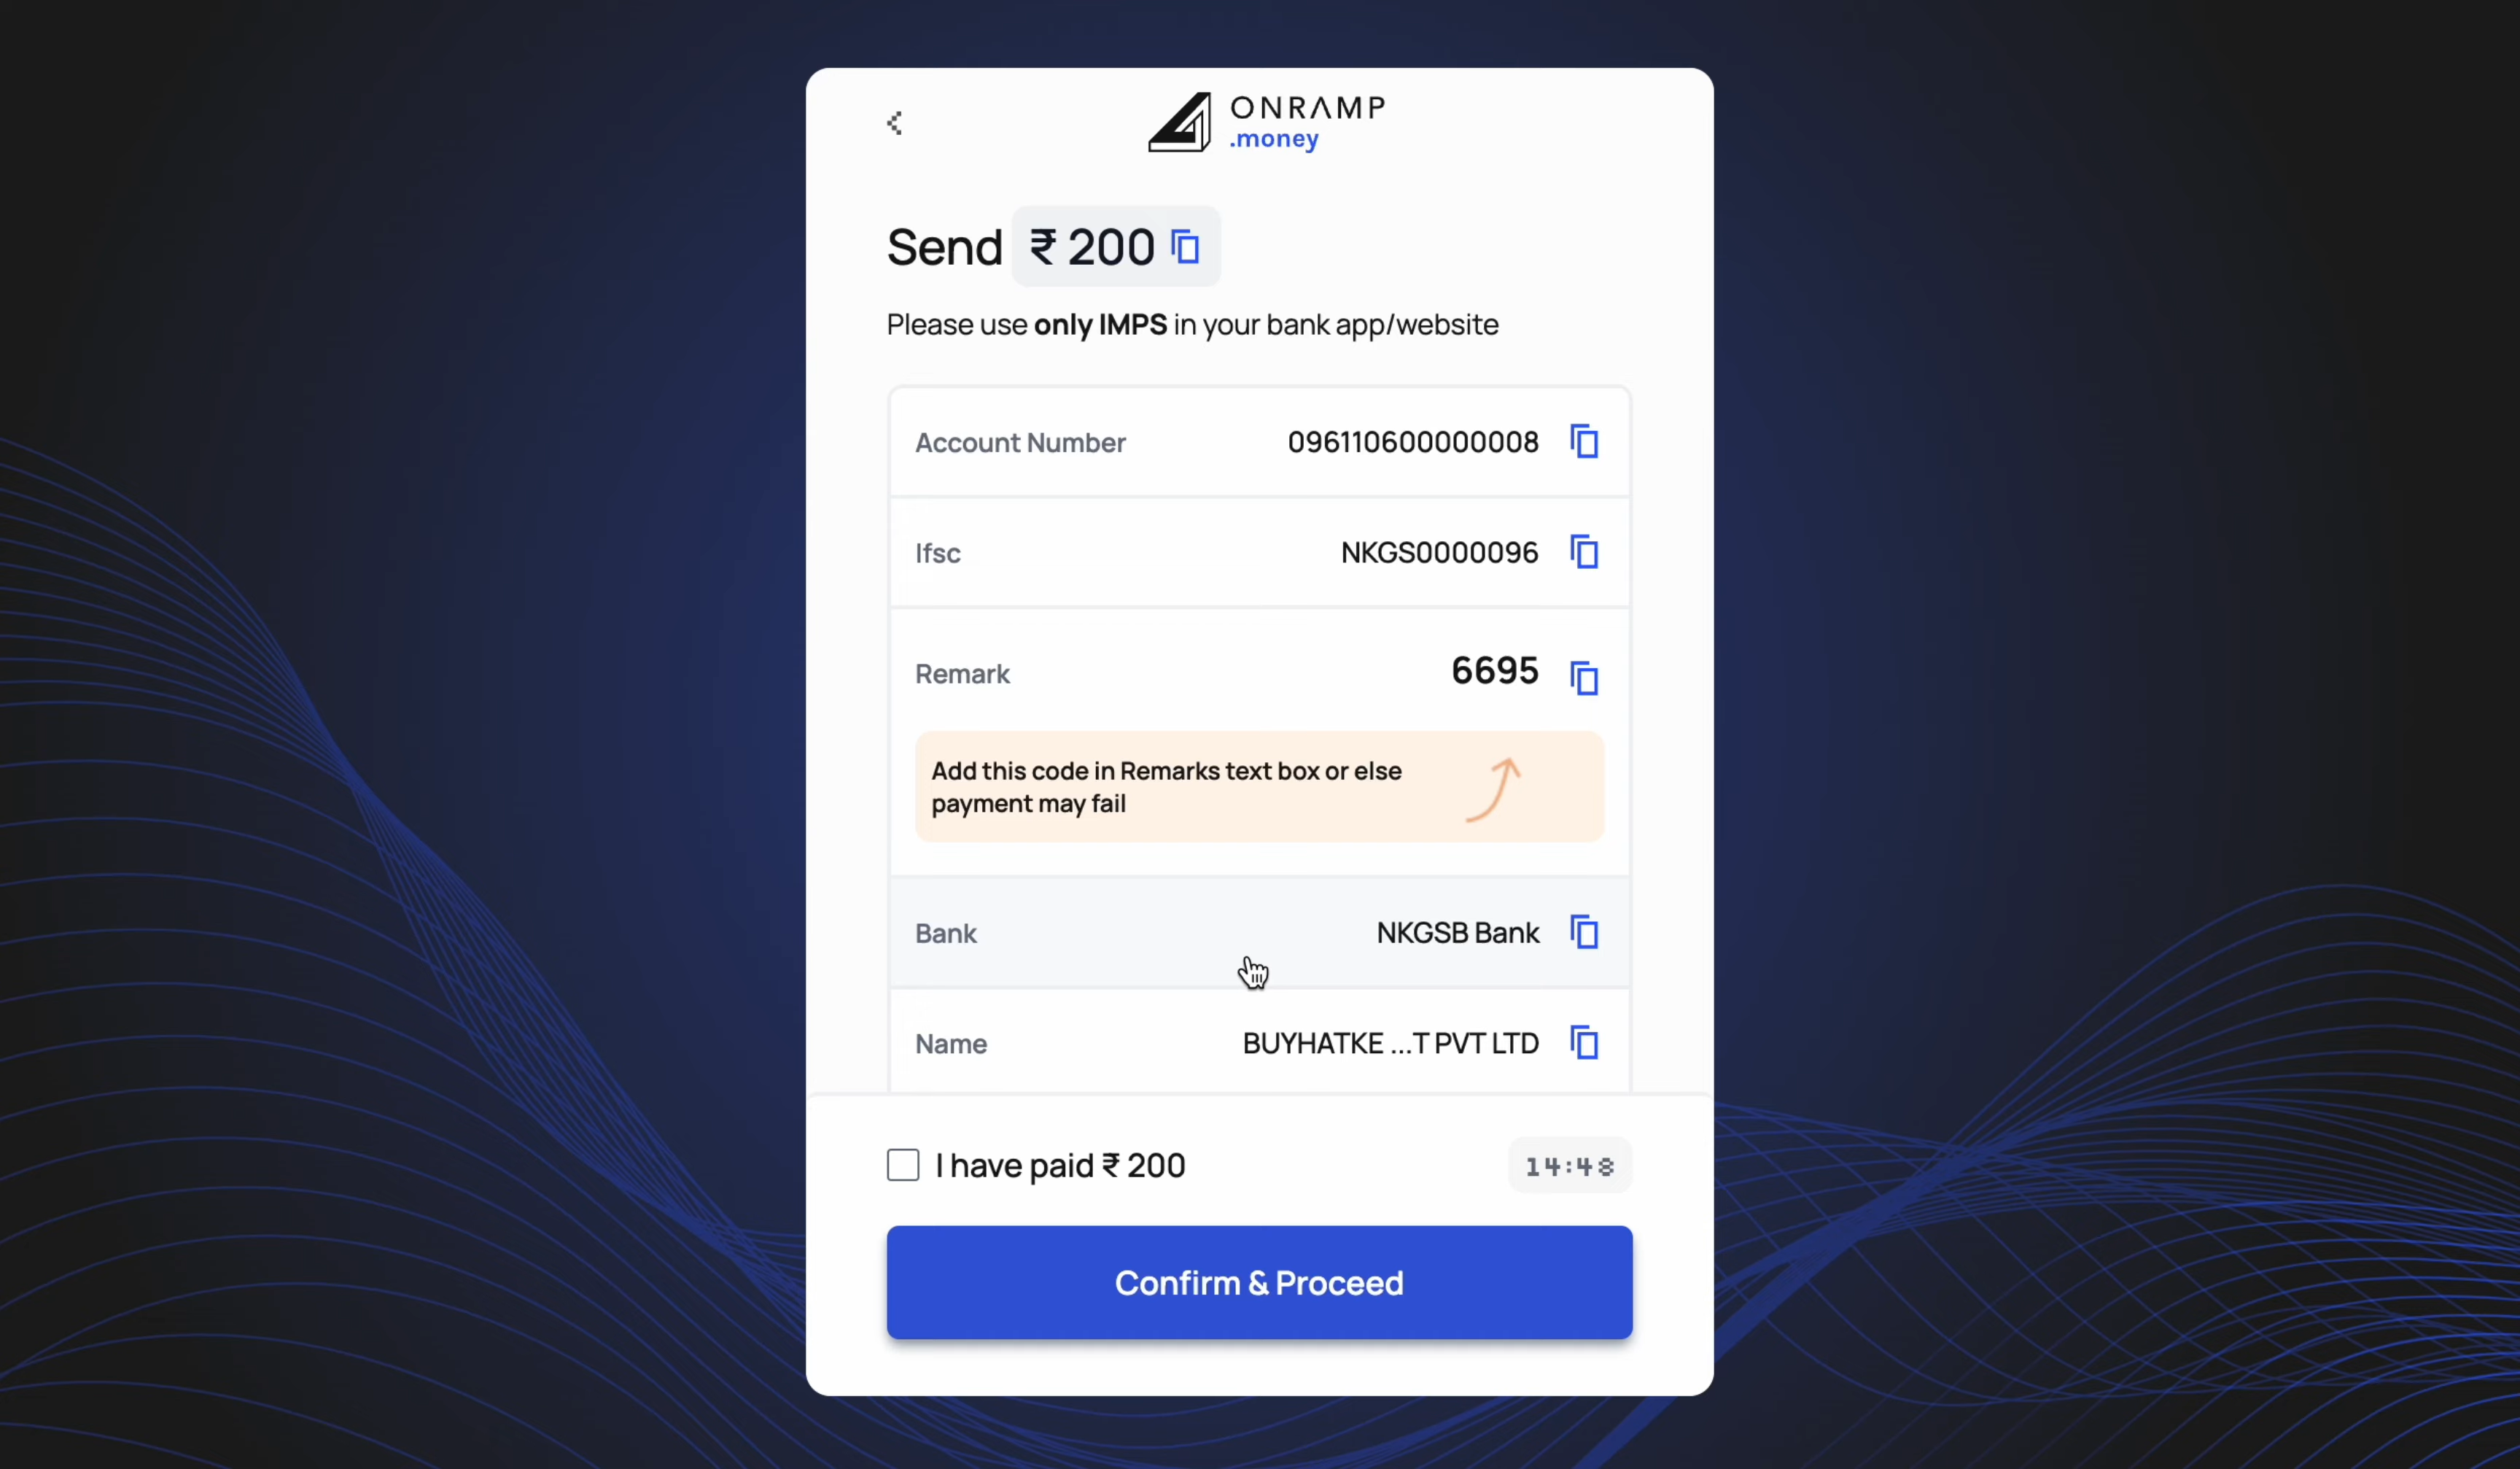 ONRAMP
.money
Send ₹ 200
Please use only IMPS in your bank app/website
Account Number 096110600000008
Ifsc NKGS0000096
Remark 6695
Add this code in Remarks text box or else
payment may fail
Bank NKGSB Bank
Name BUYHATKE ...T PVT LTD
I have paid ₹ 200 14:48
Confirm & Proceed